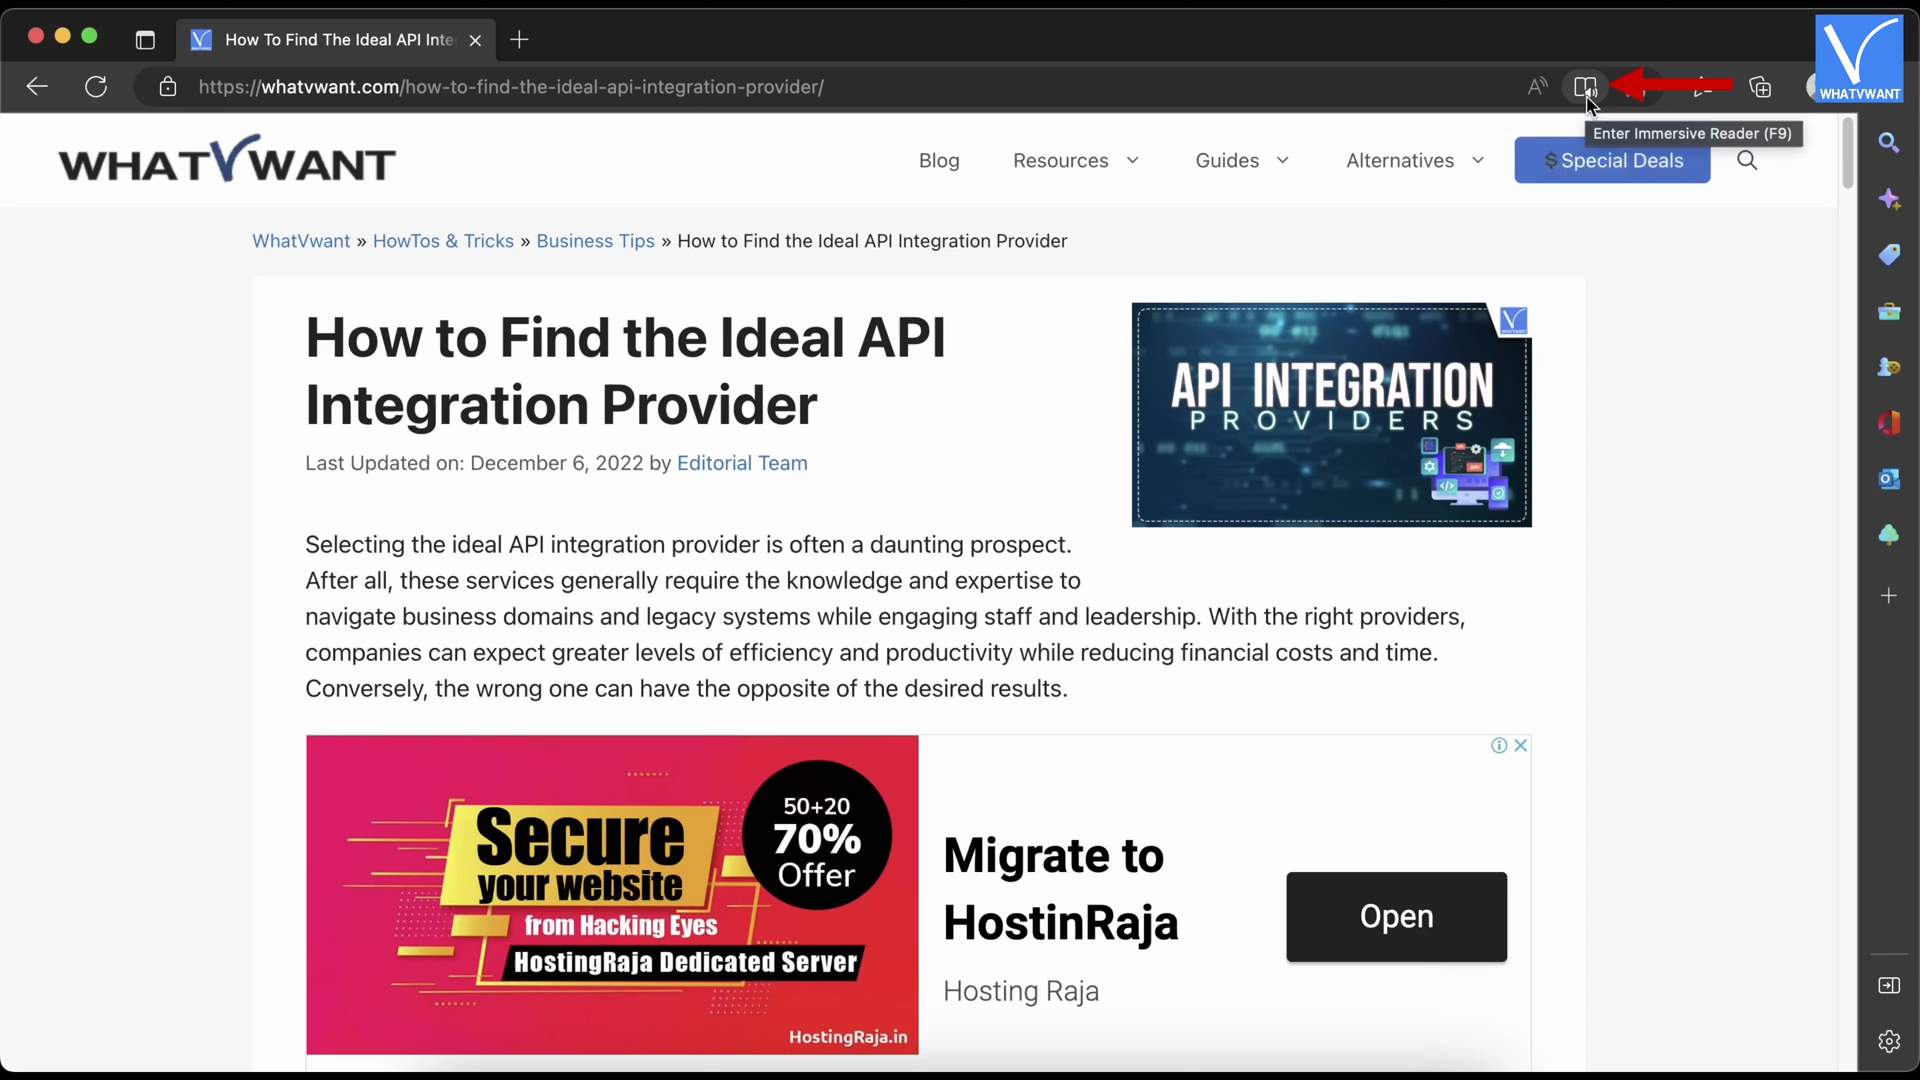 How To Find The Ideal API Inte
https://whatvwant.com/how-to-find-the-ideal-api-integration-provider/
WHATVWANT
Enter Immersive Reader (F9)
WHATVWANT
Blog
Resources
Guides
Alternatives
$ Special Deals
WhatVwant » HowTos & Tricks » Business Tips » How to Find the Ideal API Integration Provider
How to Find the Ideal API
Integration Provider
Last Updated on: December 6, 2022 by Editorial Team
API INTEGRATION
PROVIDERS
Selecting the ideal API integration provider is often a daunting prospect.
After all, these services generally require the knowledge and expertise to
navigate business domains and legacy systems while engaging staff and leadership. With the right providers,
companies can expect greater levels of efficiency and productivity while reducing financial costs and time.
Conversely, the wrong one can have the opposite of the desired results.
Secure
your website
from Hacking Eyes
HostingRaja Dedicated Server
50+20
70%
Offer
HostingRaja.in
Migrate to
HostinRaja
Hosting Raja
Open